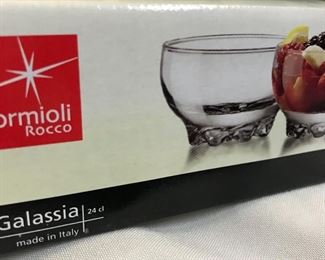 ormioli
Rocco
Galassia 24 cl
made in Italy ®